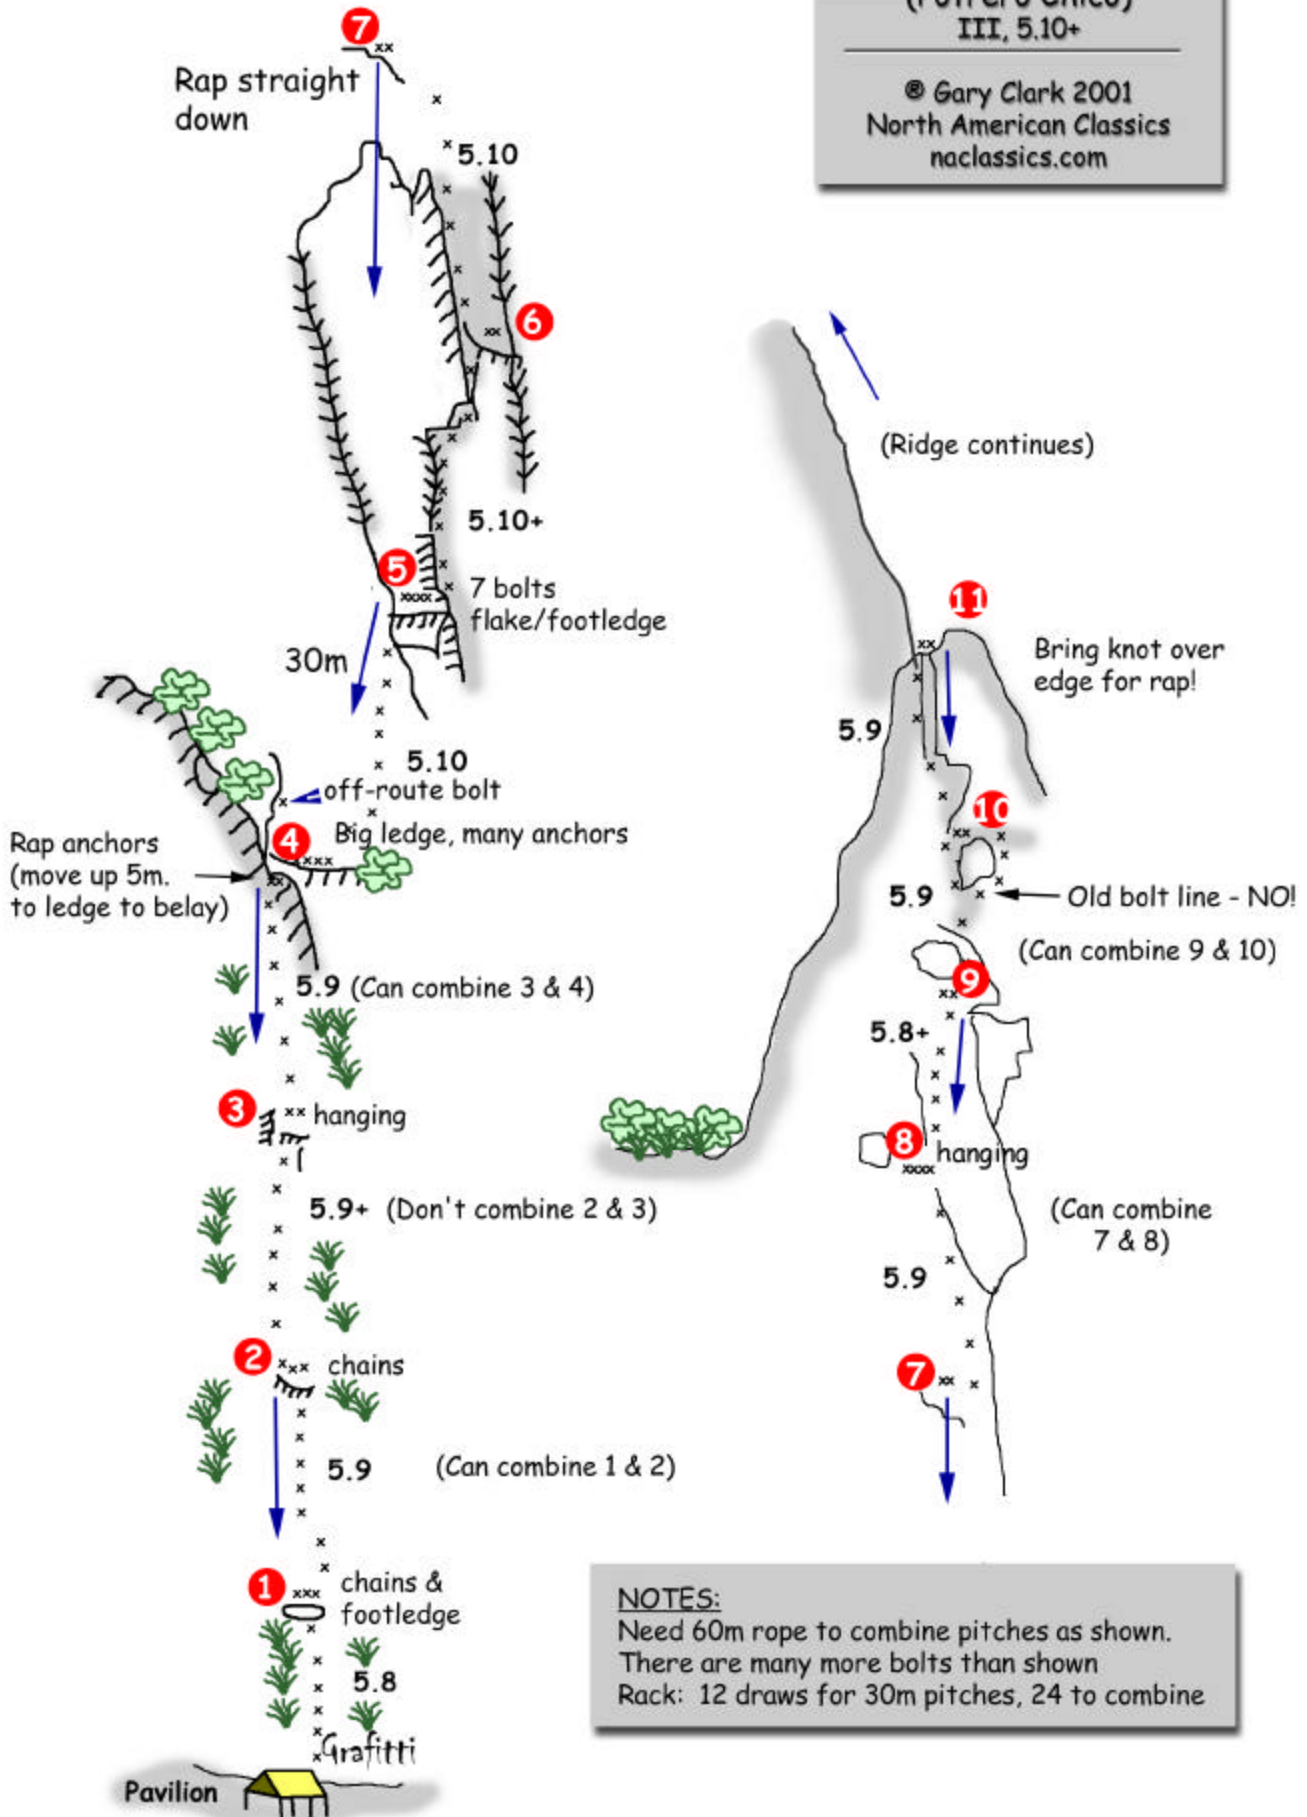 (Potrero Chico)
III, 5.10+
® Gary Clark 2001
North American Classics
naclassics.com
7
Rap straight
down
5.10
6
5.10+
5
7 bolts
flake/footledge
30m
5.10
off-route bolt
4
Big ledge, many anchors
Rap anchors
(move up 5m.
to ledge to belay)
5.9 (Can combine 3 & 4)
3
hanging
5.9+ (Don't combine 2 & 3)
2
chains
5.9
(Can combine 1 & 2)
1
chains &
footledge
5.8
Grafitti
Pavilion
(Ridge continues)
11
Bring knot over
edge for rap!
5.9
10
5.9
Old bolt line - NO!
(Can combine 9 & 10)
9
5.8+
8
hanging
(Can combine
7 & 8)
5.9
7
NOTES:
Need 60m rope to combine pitches as shown.
There are many more bolts than shown
Rack: 12 draws for 30m pitches, 24 to combine